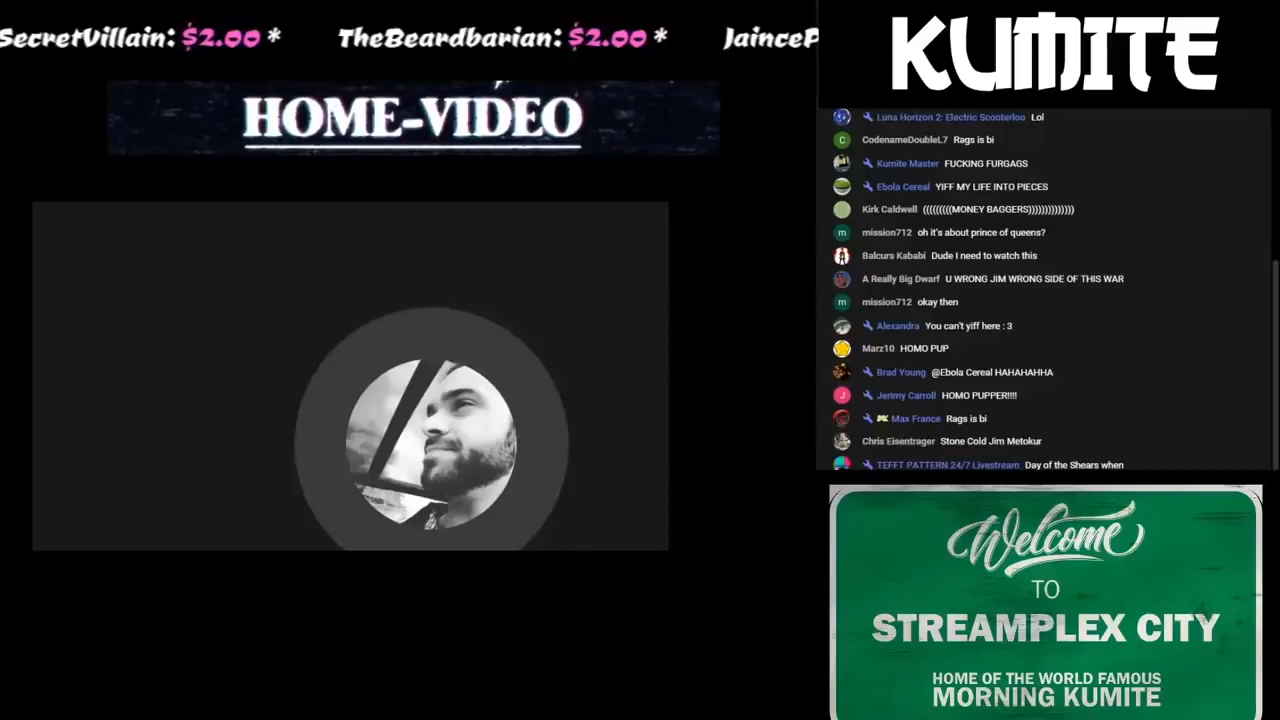 SecretVillain: $2.00 *
TheBeardbarian: $2.00 *
JainceP
HOME-VIDEO
KUMITE
Luna Horizon 2: Electric Scooterloo Lol
C CodenameDoubleL7 Rags is bi
Kumite Master FUCKING FURGAGS
Ebola Cereal YIFF MY LIFE INTO PIECES
Kirk Caldwell (((((((((MONEY BAGGERS)))))))))))))
m mission712 oh it's about prince of queens?
Balcurs Kababi Dude I need to watch this
A Really Big Dwarf U WRONG JIM WRONG SIDE OF THIS WAR
m mission712 okay then
Alexandra You can't yiff here : 3
Marz10 HOMO PUP
Brad Young @Ebola Cereal HAHAHAHHA
J Jerimy Carroll HOMO PUPPER!!!!
Max France Rags is bi
Chris Eisentrager Stone Cold Jim Metokur
TEFFT PATTERN 24/7 Livestream Day of the Shears when
Welcome
TO
STREAMPLEX CITY
HOME OF THE WORLD FAMOUS
MORNING KUMITE